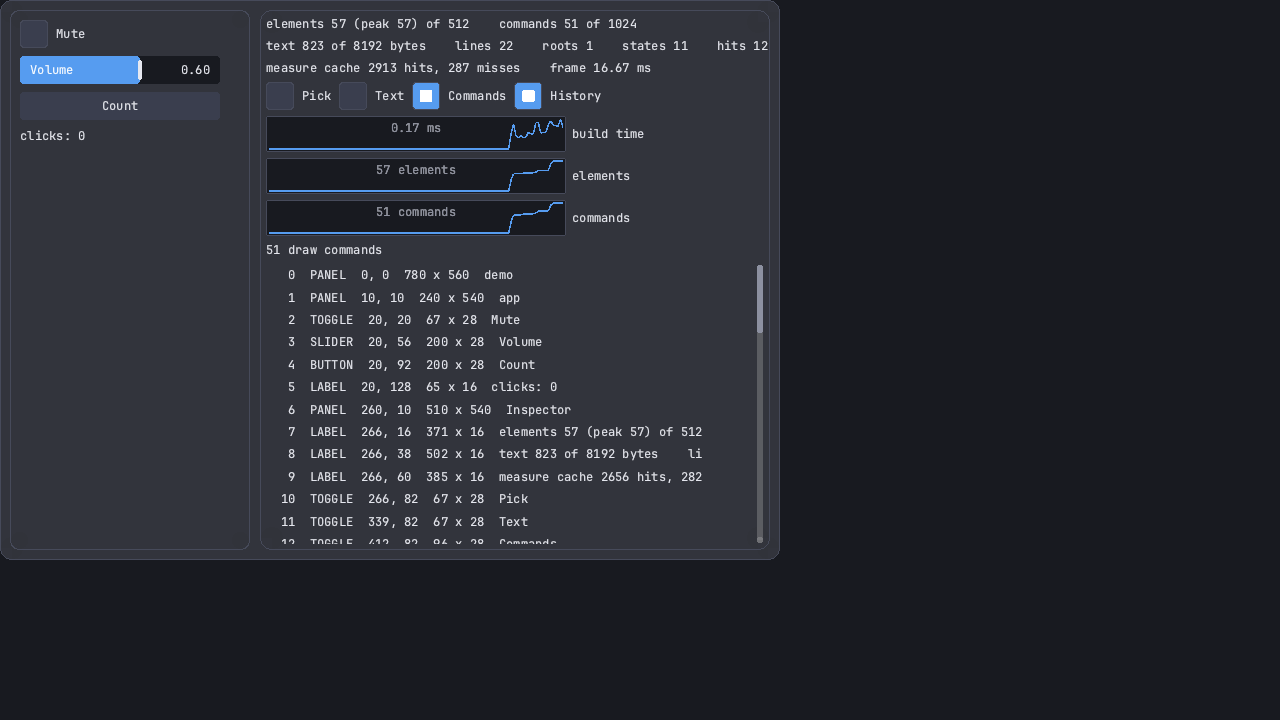 Mute
Volume 0.60
Count
clicks: 0
elements 57 (peak 57) of 512 commands 51 of 1024
text 823 of 8192 bytes lines 22 roots 1 states 11 hits 12
measure cache 2913 hits, 287 misses frame 16.67 ms
Pick Text Commands History
0.17 ms build time
57 elements elements
51 commands commands
51 draw commands
0 PANEL 0, 0 780 x 560 demo
1 PANEL 10, 10 240 x 540 app
2 TOGGLE 20, 20 67 x 28 Mute
3 SLIDER 20, 56 200 x 28 Volume
4 BUTTON 20, 92 200 x 28 Count
5 LABEL 20, 128 65 x 16 clicks: 0
6 PANEL 260, 10 510 x 540 Inspector
7 LABEL 266, 16 371 x 16 elements 57 (peak 57) of 512
8 LABEL 266, 38 502 x 16 text 823 of 8192 bytes li
9 LABEL 266, 60 385 x 16 measure cache 2656 hits, 282
10 TOGGLE 266, 82 67 x 28 Pick
11 TOGGLE 339, 82 67 x 28 Text
12 TOGGLE 412, 82 96 x 28 Commands